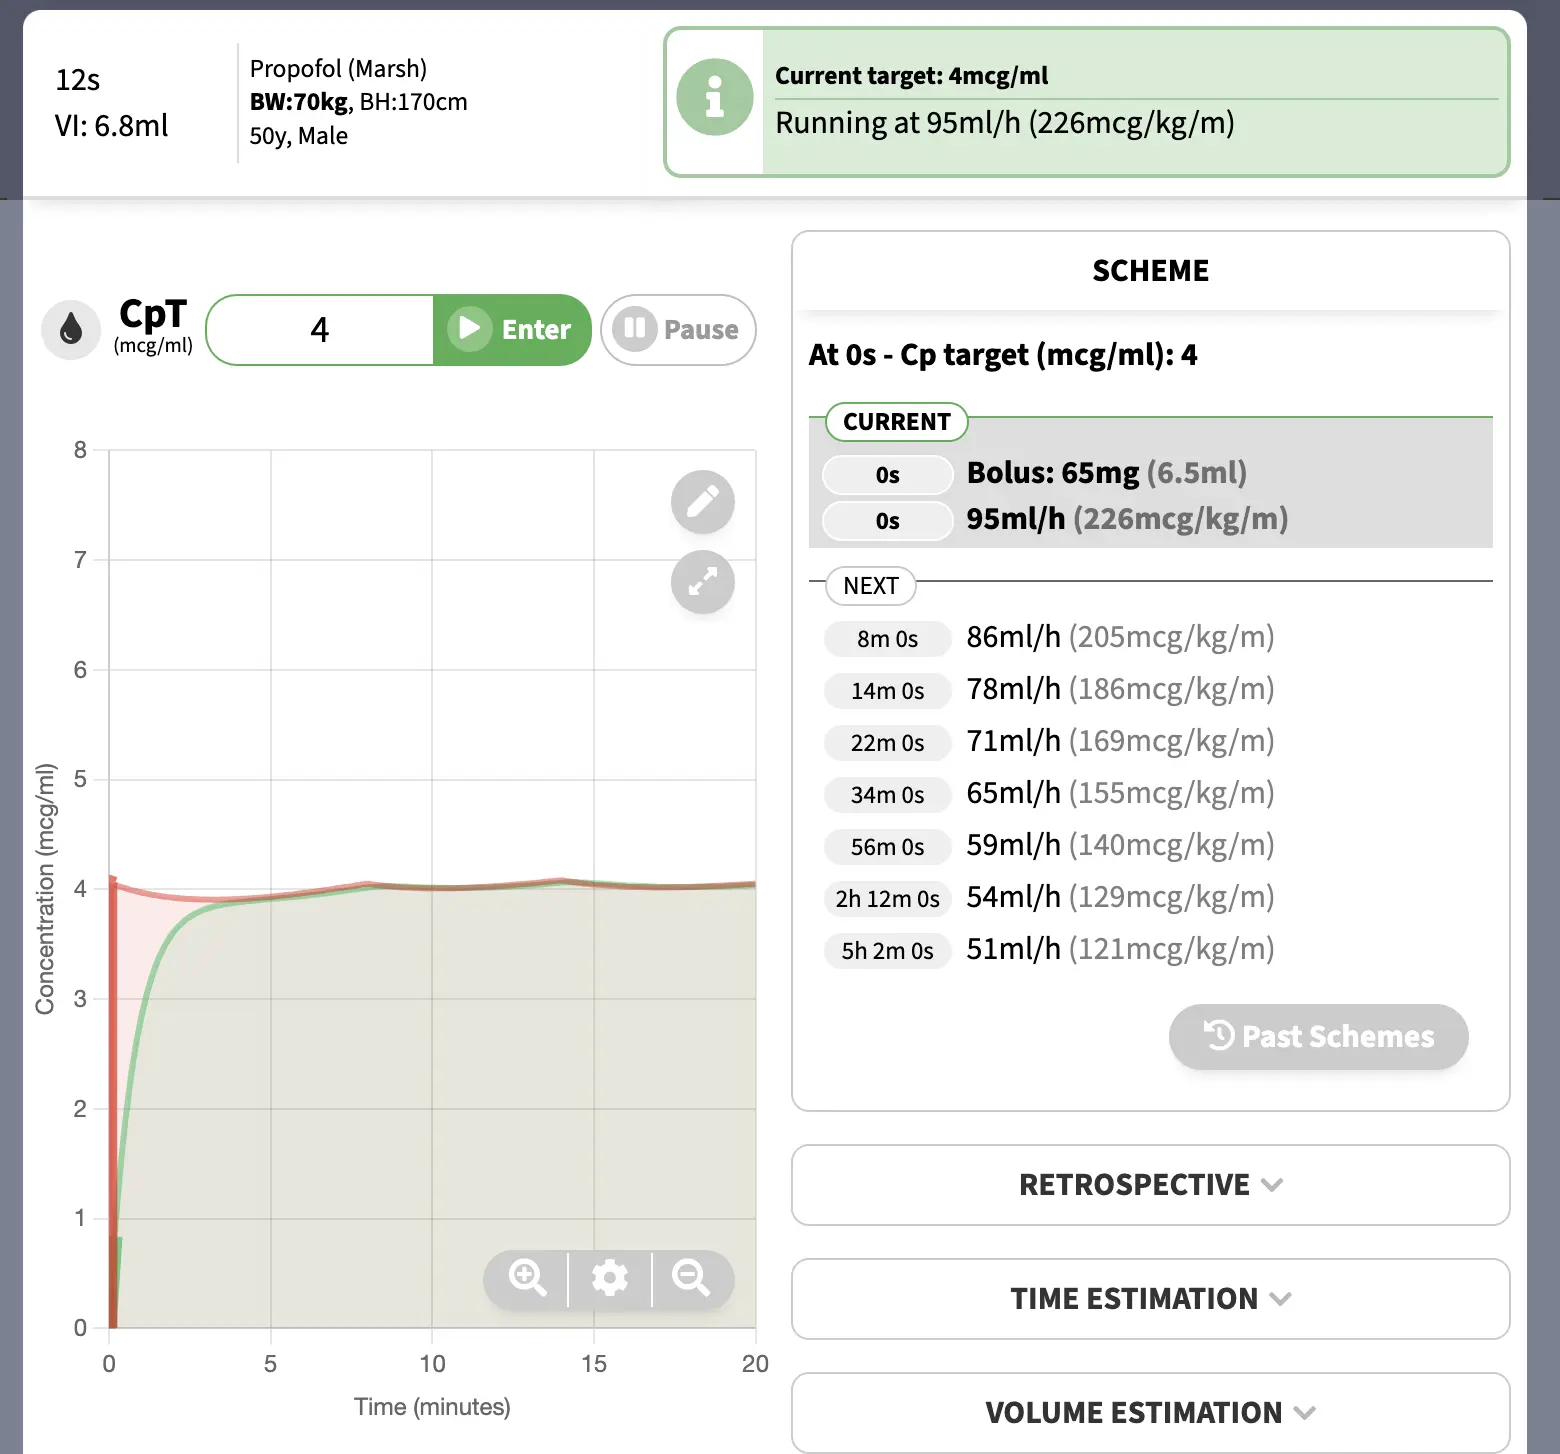 12s
VI: 6.8ml
Propofol (Marsh)
BW:70kg, BH:170cm
50y, Male
Current target: 4mcg/ml
Running at 95ml/h (226mcg/kg/m)
CpT
(mcg/ml)
4
Enter
Pause
8
7
6
5
4
3
2
1
0
Concentration (mcg/ml)
0 5 10 15 20
Time (minutes)
SCHEME
At 0s - Cp target (mcg/ml): 4
CURRENT
0s Bolus: 65mg (6.5ml)
0s 95ml/h (226mcg/kg/m)
NEXT
8m 0s 86ml/h (205mcg/kg/m)
14m 0s 78ml/h (186mcg/kg/m)
22m 0s 71ml/h (169mcg/kg/m)
34m 0s 65ml/h (155mcg/kg/m)
56m 0s 59ml/h (140mcg/kg/m)
2h 12m 0s 54ml/h (129mcg/kg/m)
5h 2m 0s 51ml/h (121mcg/kg/m)
Past Schemes
RETROSPECTIVE
TIME ESTIMATION
VOLUME ESTIMATION